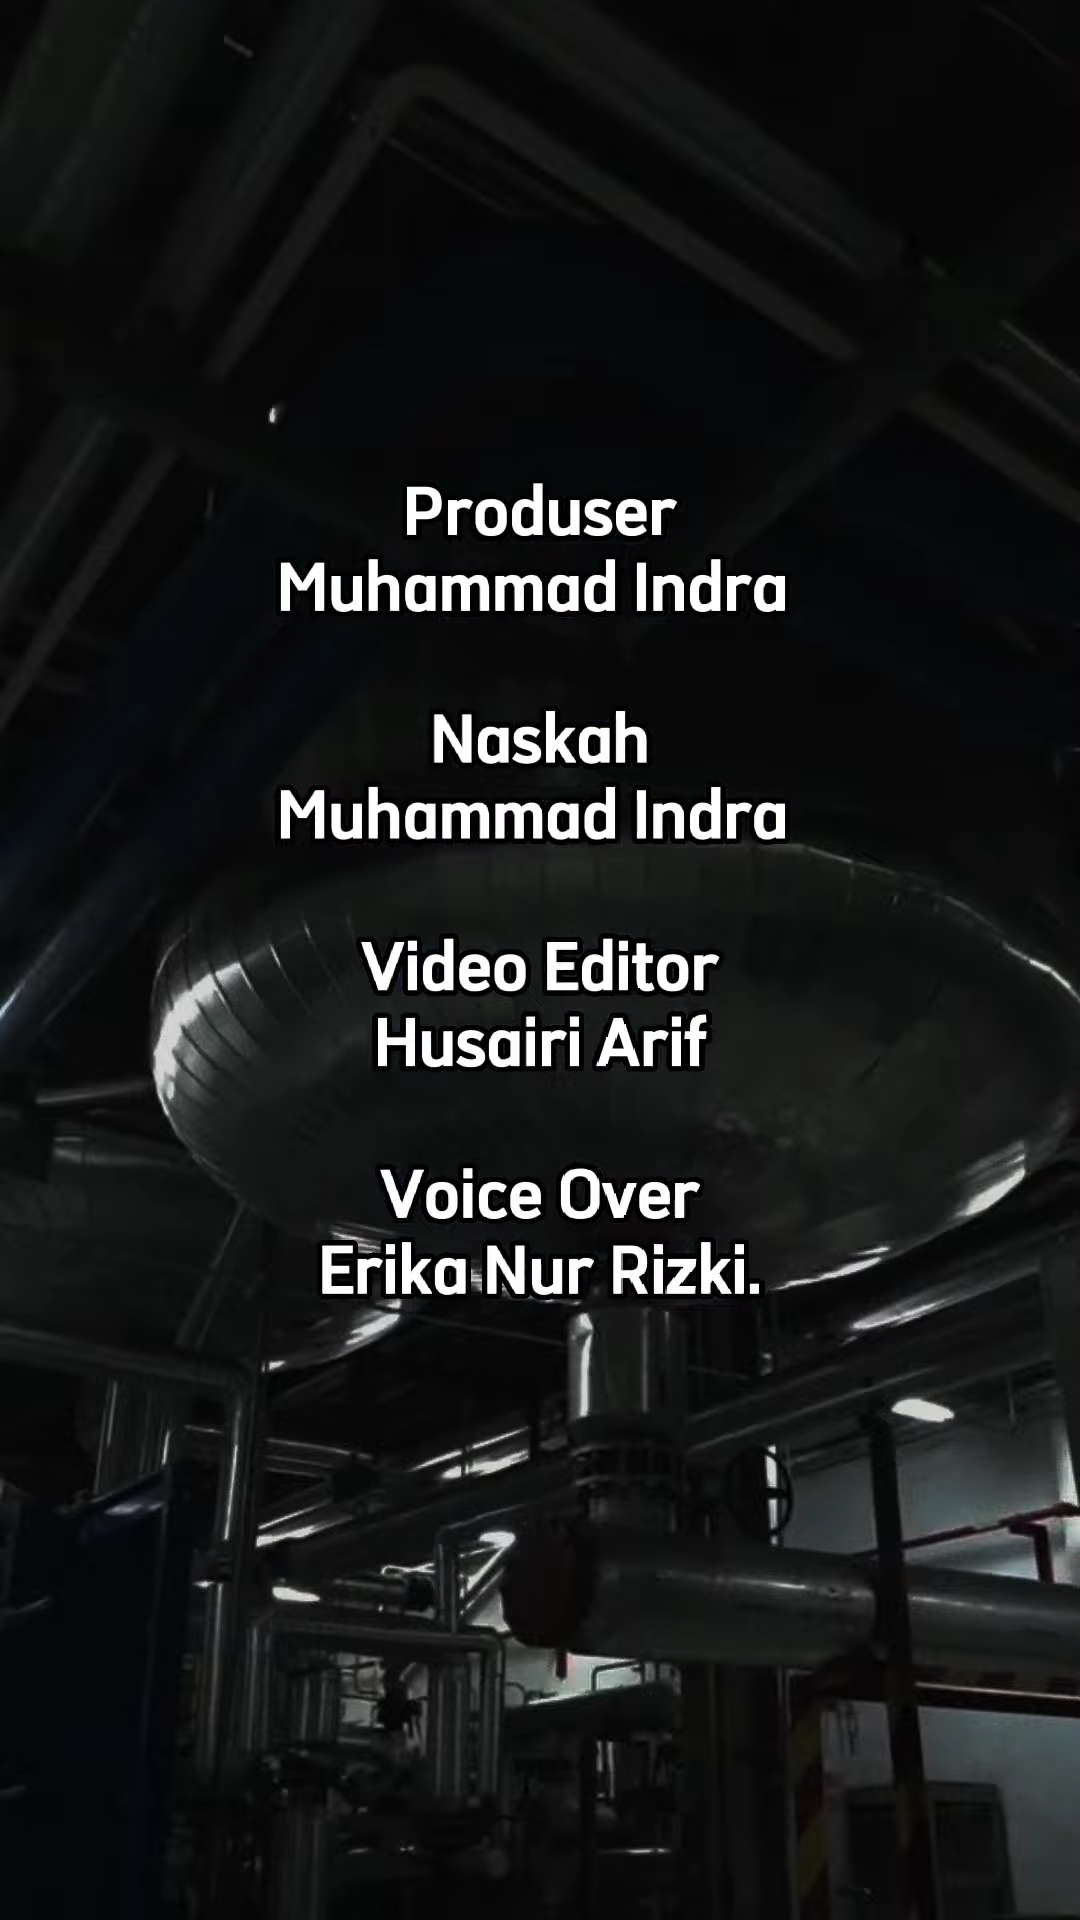 Produser
Muhammad Indra
Naskah
Muhammad Indra
Video Editor
Husairi Arif
Voice Over
Erika Nur Rizki.